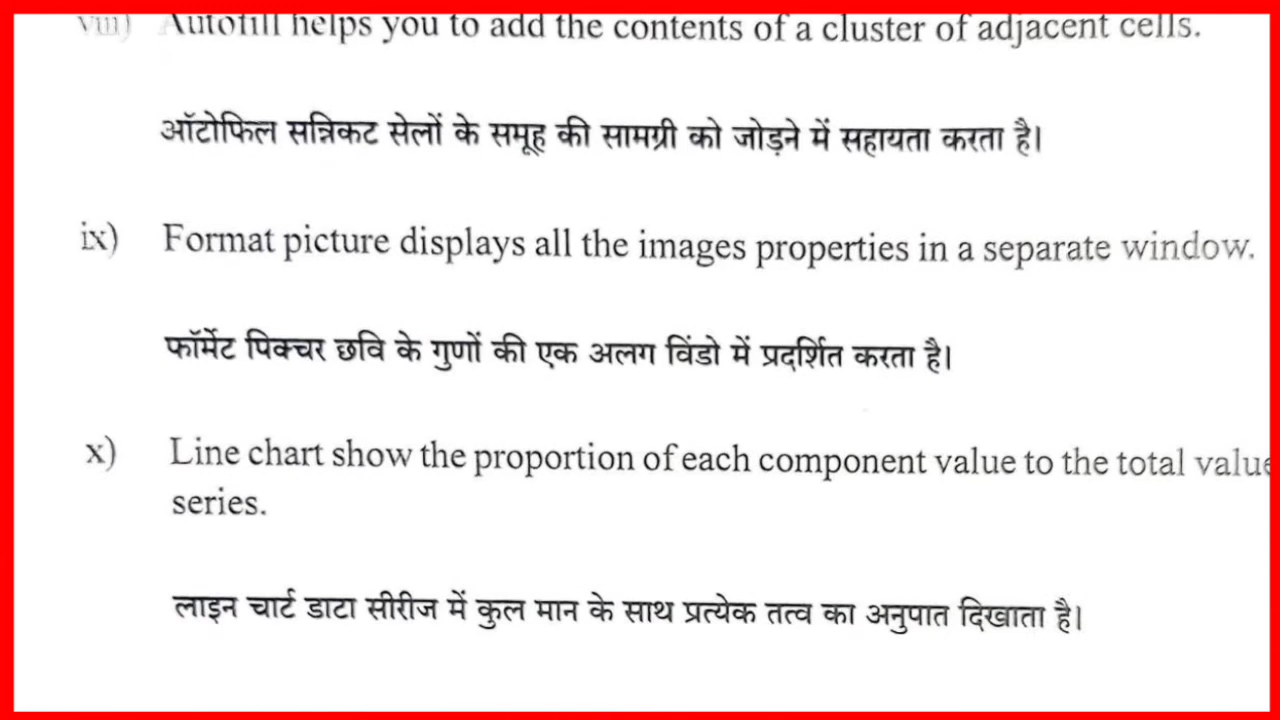 viii) Autofill helps you to add the contents of a cluster of adjacent cells.
ऑटोफिल सन्निकट सेलों के समूह की सामग्री को जोड़ने में सहायता करता है।
ix) Format picture displays all the images properties in a separate window.
फॉर्मेट पिक्चर छवि के गुणों की एक अलग विंडो में प्रदर्शित करता है।
x) Line chart show the proportion of each component value to the total value
series.
लाइन चार्ट डाटा सीरीज में कुल मान के साथ प्रत्येक तत्व का अनुपात दिखाता है।